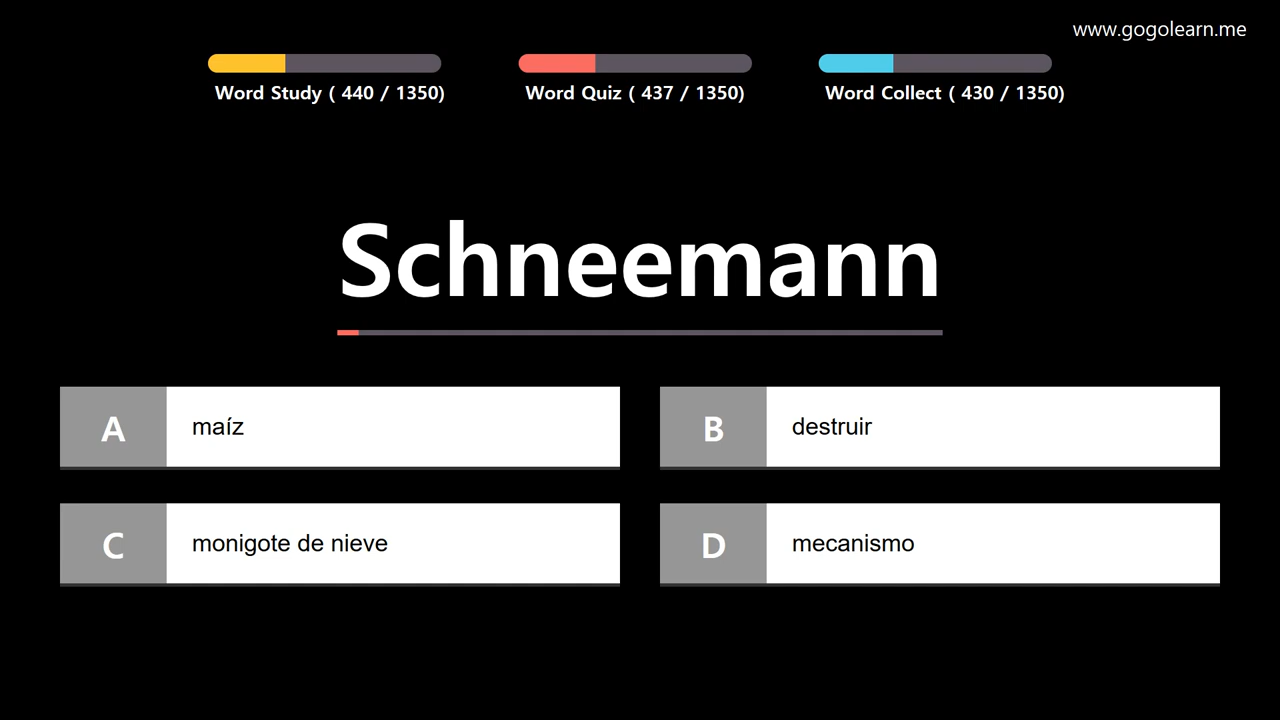 www.gogolearn.me
Word Study ( 440 / 1350)
Word Quiz ( 437 / 1350)
Word Collect ( 430 / 1350)
Schneemann
A
maíz
B
destruir
C
monigote de nieve
D
mecanismo